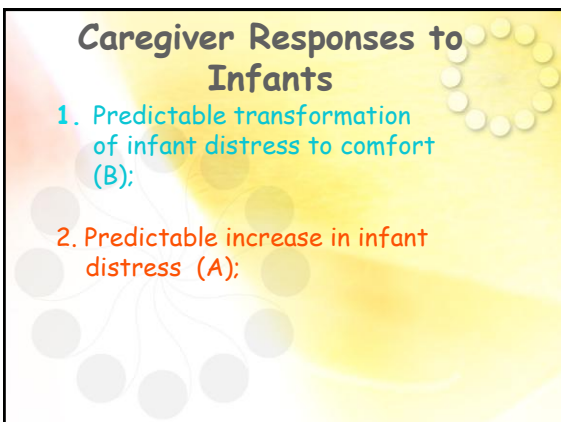 Caregiver Responses to
Infants
1. Predictable transformation
of infant distress to comfort
(B);
2. Predictable increase in infant
distress (A);